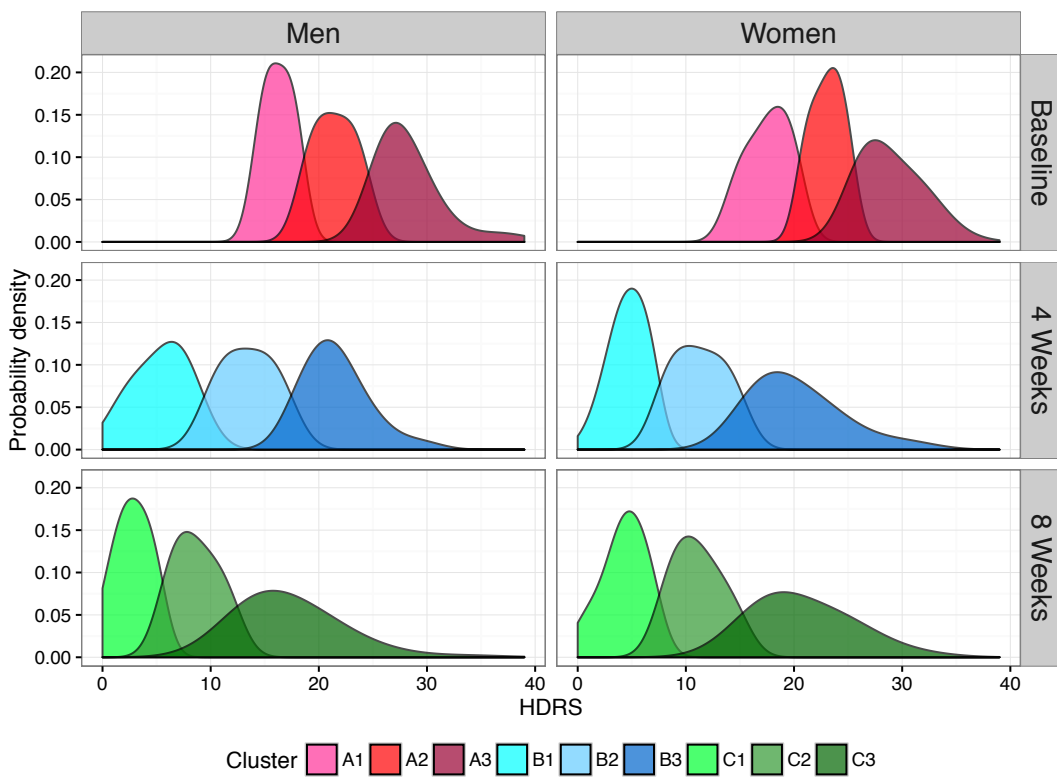 Men Women
Probability density
0.20
0.15
0.10
0.05
0.00
Baseline
0.20
0.15
0.10
0.05
0.00
4 Weeks
0.20
0.15
0.10
0.05
0.00
8 Weeks
0 10 20 30 40 0 10 20 30 40
HDRS
Cluster A1 A2 A3 B1 B2 B3 C1 C2 C3